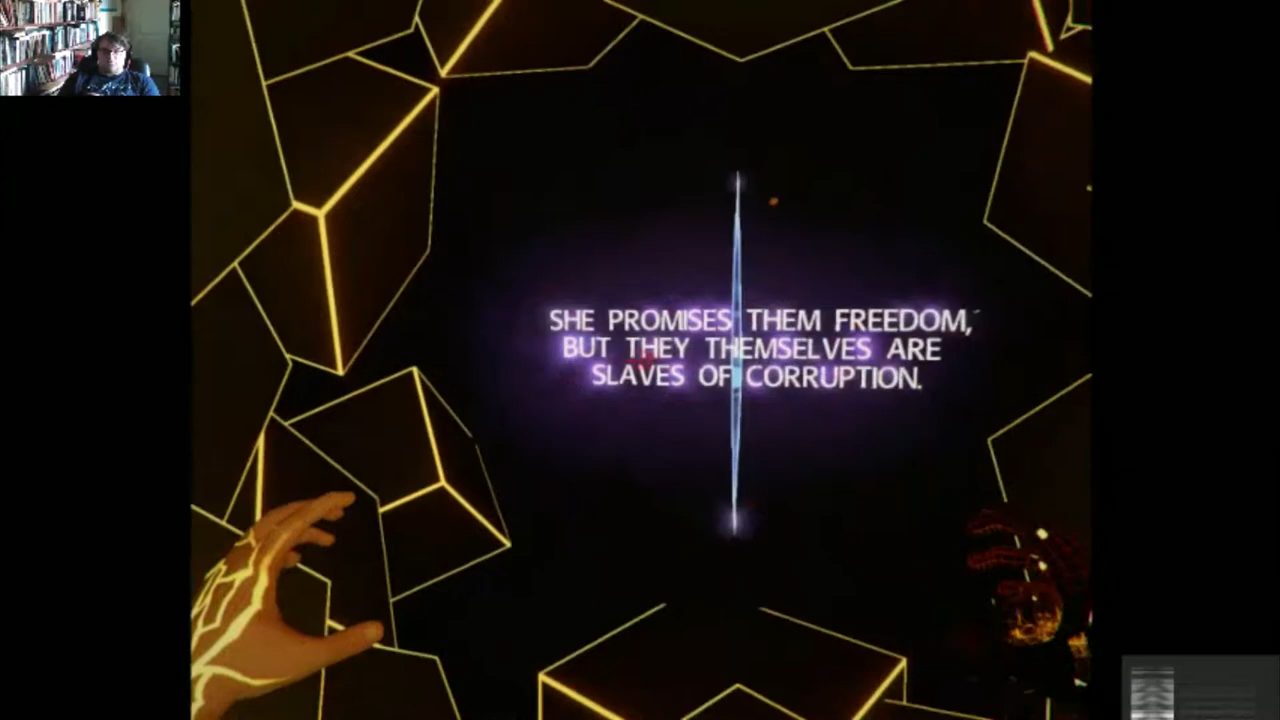 SHE PROMISES THEM FREEDOM,
BUT THEY THEMSELVES ARE
SLAVES OF CORRUPTION.